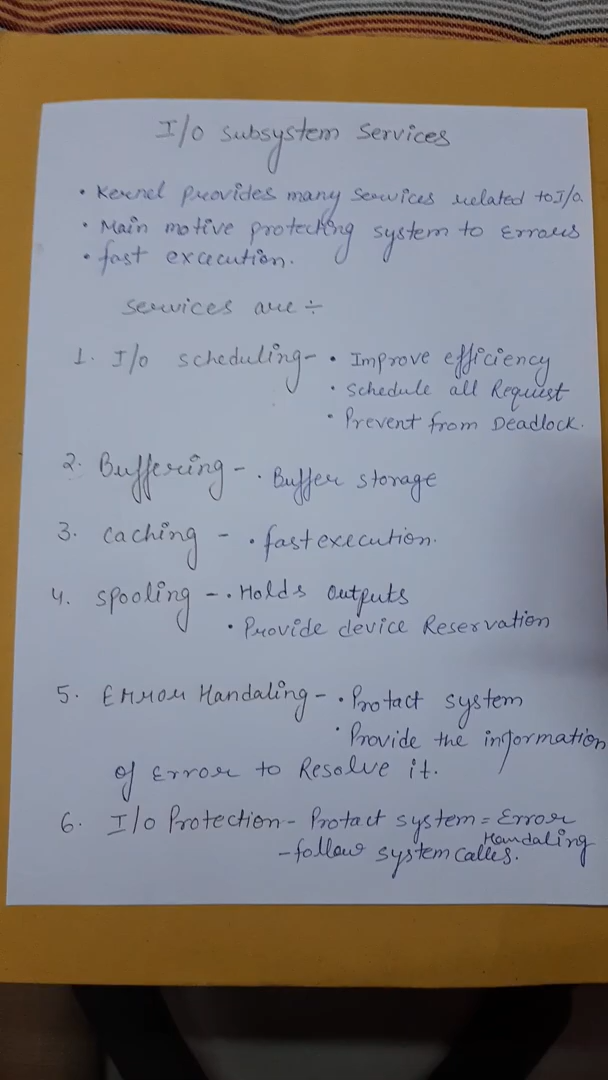 I/O Subsystem Services
• Kernel provides many services related to I/O.
• Main motive protecting system to Errors
• fast excecution.
Services are ÷
1. I/O scheduling - • Improve efficiency
• Schedule all Request
• Prevent from Deadlock.
2. Buffering - • Buffer storage
3. Caching - • fast execution.
4. Spooling - • Holds Outputs
• Provide device Reservation
5. Error Handaling - • Protact system
• Provide the information
of Error to Resolve it.
6. I/O Protection - Protact system = Error
Handaling
- follow system calles.